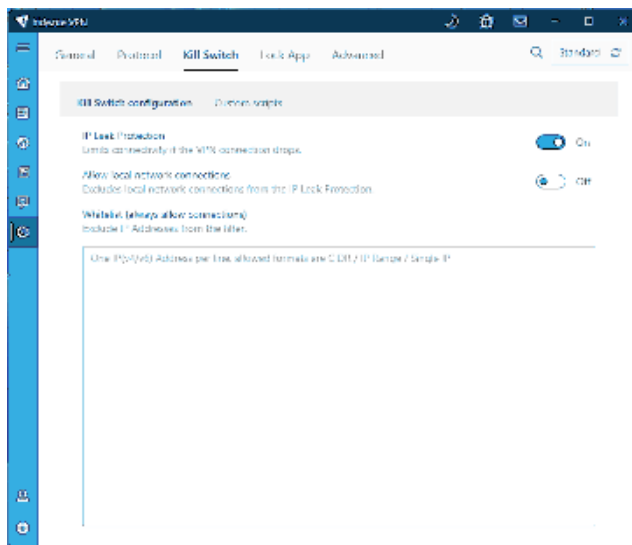 VPN
General Protocol Kill Switch Lock App Advanced Standard
Kill Switch configuration Custom scripts
IP Leak Protection
Limits connectivity if the VPN connection drops.
On
Allow local network connections
Excludes local network connections from the IP Leak Protection
Off
Whitelist (always allow connections)
Exclude IP Addresses from the filter.
One IP(v4/v6) Address per line, allowed formats are CIDR / IP Range / Single IP